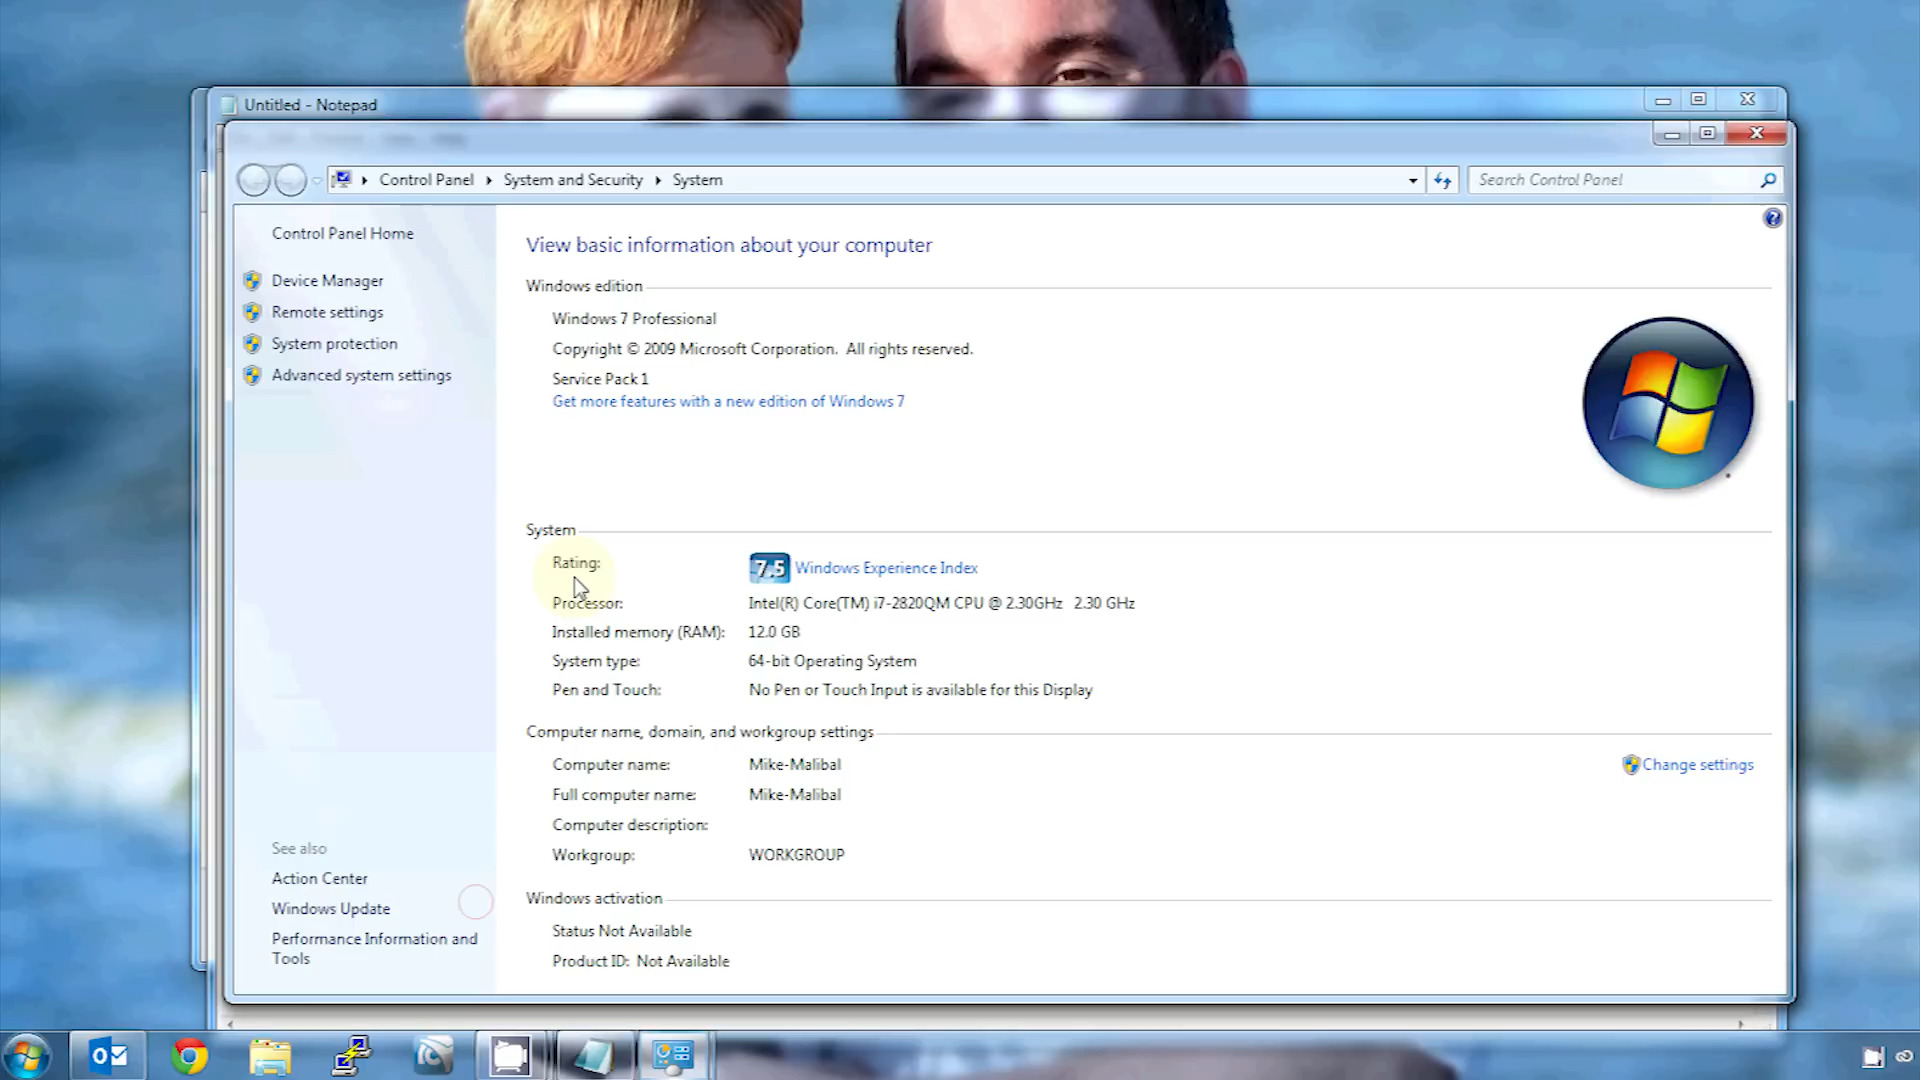 Untitled - Notepad
Control Panel
System and Security
System
Search Control Panel
Control Panel Home
Device Manager
Remote settings
System protection
Advanced system settings
See also
Action Center
Windows Update
Performance Information and
Tools
View basic information about your computer
Windows edition
Windows 7 Professional
Copyright © 2009 Microsoft Corporation. All rights reserved.
Service Pack 1
Get more features with a new edition of Windows 7
System
Rating: 7.5 Windows Experience Index
Processor: Intel(R) Core(TM) i7-2820QM CPU @ 2.30GHz 2.30 GHz
Installed memory (RAM): 12.0 GB
System type: 64-bit Operating System
Pen and Touch: No Pen or Touch Input is available for this Display
Computer name, domain, and workgroup settings
Computer name: Mike-Malibal
Change settings
Full computer name: Mike-Malibal
Computer description:
Workgroup: WORKGROUP
Windows activation
Status Not Available
Product ID: Not Available